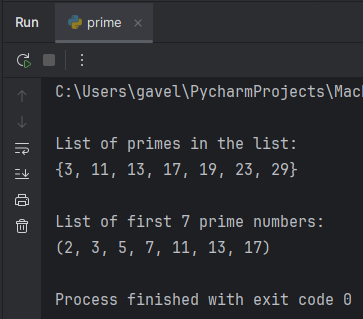 Run
prime
C:\Users\gavel\PycharmProjects\Macl
List of primes in the list:
{3, 11, 13, 17, 19, 23, 29}
List of first 7 prime numbers:
(2, 3, 5, 7, 11, 13, 17)
Process finished with exit code 0